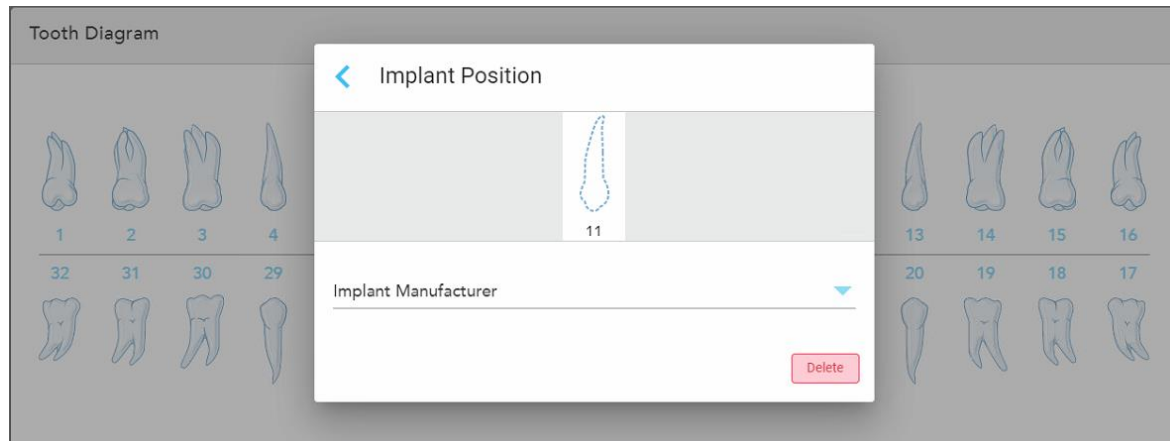 Tooth Diagram
Implant Position
11
1 2 3 4 13 14 15 16
32 31 30 29 20 19 18 17
Implant Manufacturer
Delete